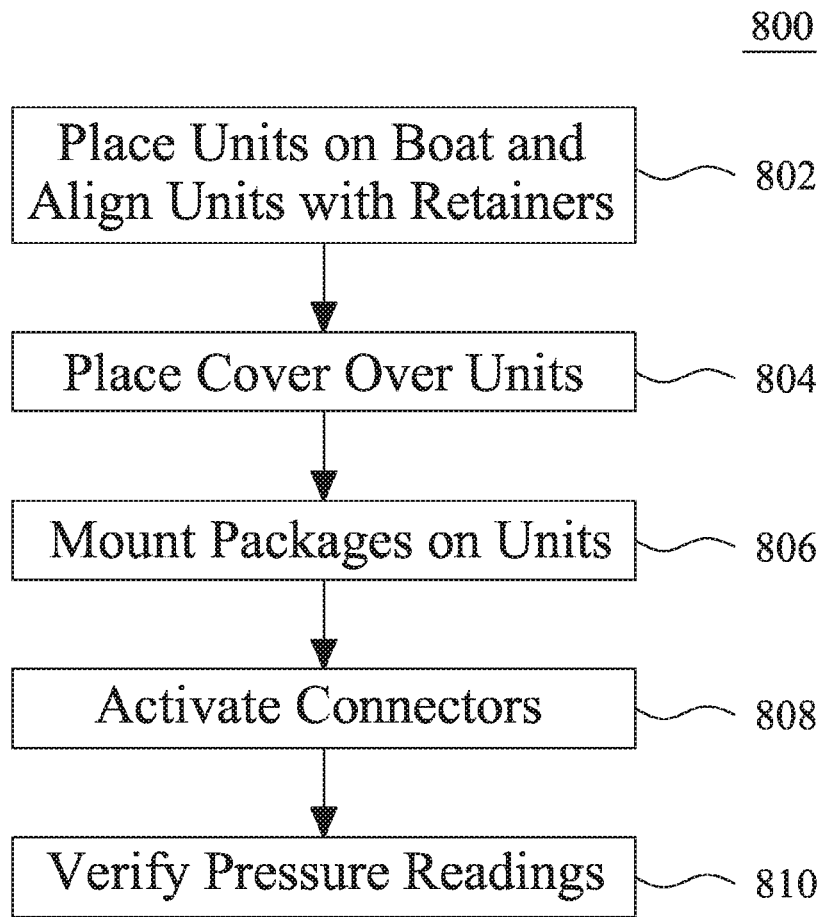 800
Place Units on Boat and
Align Units with Retainers
802
Place Cover Over Units
804
Mount Packages on Units
806
Activate Connectors
808
Verify Pressure Readings
810